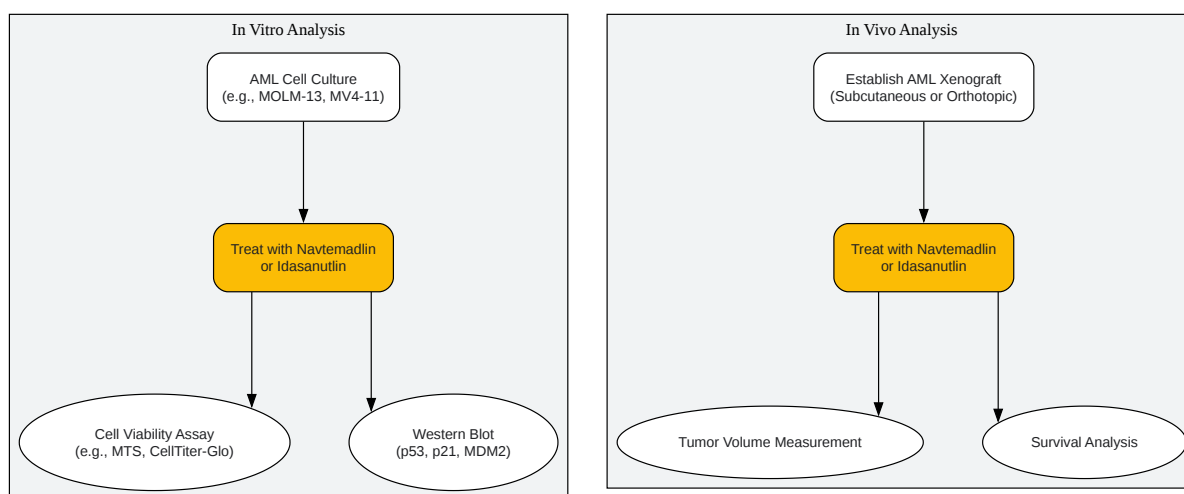 In Vitro Analysis
AML Cell Culture
(e.g., MOLM-13, MV4-11)
Treat with Navtemadlin
or Idasanutlin
Cell Viability Assay
(e.g., MTS, CellTiter-Glo)
Western Blot
(p53, p21, MDM2)
In Vivo Analysis
Establish AML Xenograft
(Subcutaneous or Orthotopic)
Treat with Navtemadlin
or Idasanutlin
Tumor Volume Measurement
Survival Analysis